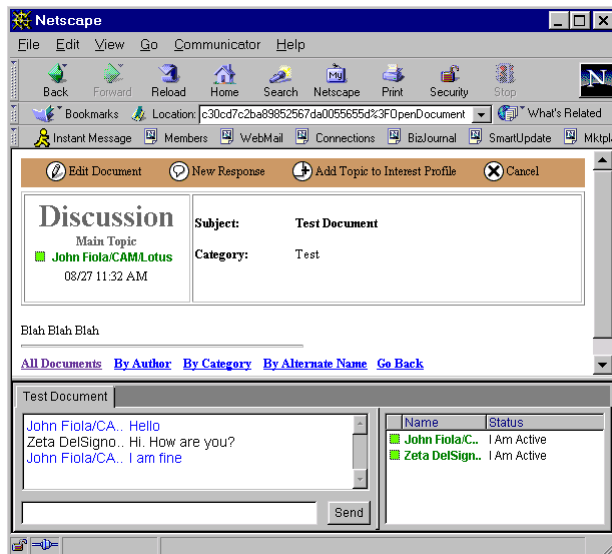 Netscape
File Edit View Go Communicator Help
Back Forward Reload Home Search Netscape Print Security Stop
My
N
Bookmarks Location: c30cd7c2ba89852567da0055655d%3FOpenDocument What's Related
Instant Message Members WebMail Connections BizJournal SmartUpdate Mktpl
Edit Document New Response Add Topic to Interest Profile Cancel
Discussion
Main Topic
John Fiola/CAM/Lotus
08/27 11:32 AM
Subject: Test Document
Category: Test
Blah Blah Blah
All Documents By Author By Category By Alternate Name Go Back
Test Document
John Fiola/CA.. Hello
Zeta DelSigno.. Hi. How are you?
John Fiola/CA.. I am fine
Send
Name Status
John Fiola/C.. I Am Active
Zeta DelSign.. I Am Active